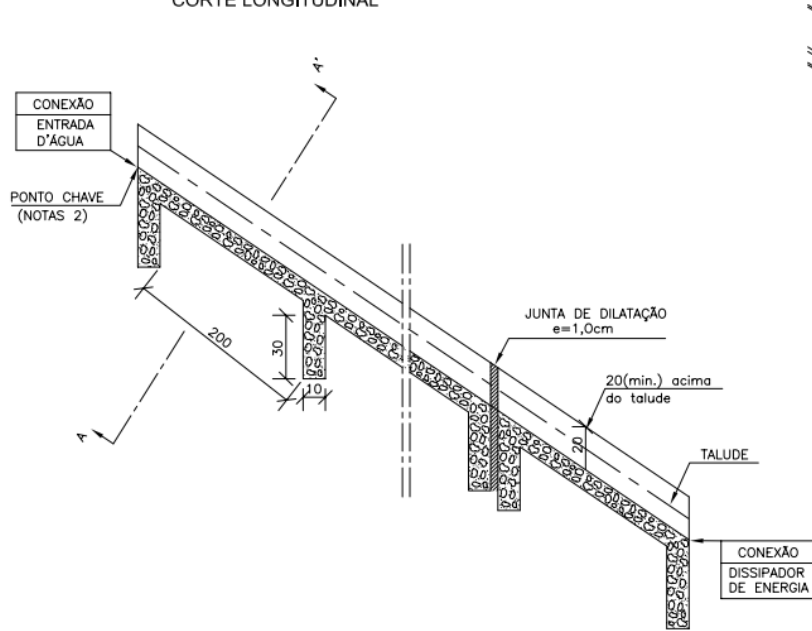 CORTE LONGITUDINAL
A'
CONEXÃO
ENTRADA
D'ÁGUA
PONTO CHAVE
(NOTAS 2)
200
30
10
A
JUNTA DE DILATAÇÃO
e=1,0cm
20(min.) acima
do talude
20
TALUDE
CONEXÃO
DISSIPADOR
DE ENERGIA